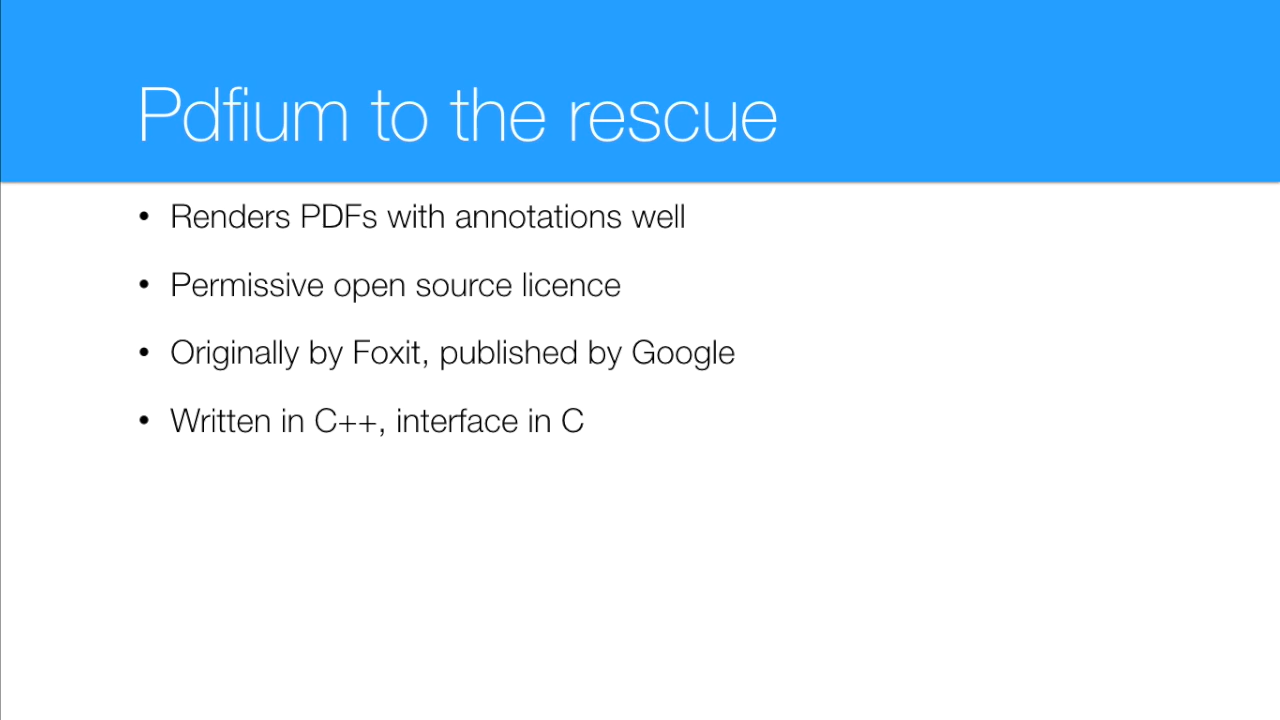 Pdfium to the rescue
• Renders PDFs with annotations well
• Permissive open source licence
• Originally by Foxit, published by Google
• Written in C++, interface in C